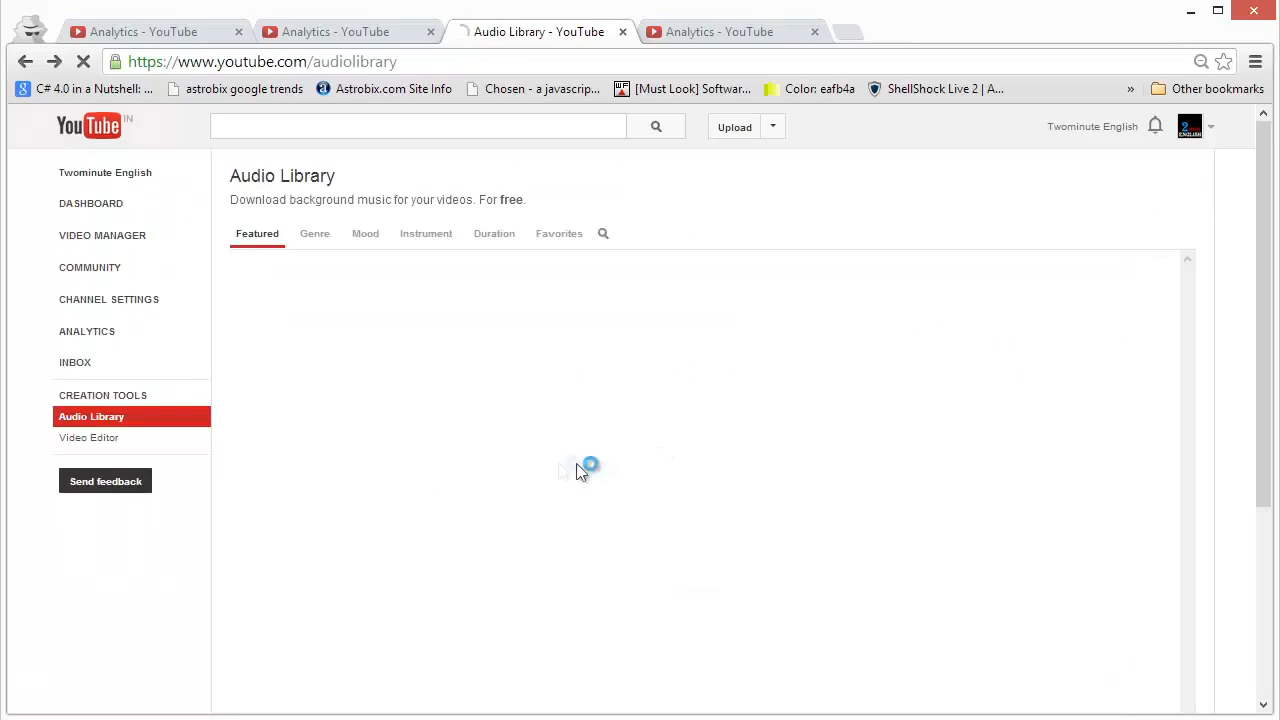 Analytics - YouTube
Analytics - YouTube
Audio Library - YouTube
Analytics - YouTube
https://www.youtube.com/audiolibrary
C# 4.0 in a Nutshell: ...
astrobix google trends
Astrobix.com Site Info
Chosen - a javascrip...
[Must Look] Softwar...
Color: eafb4a
ShellShock Live 2 | A...
»
Other bookmarks
YouTube IN
Upload
Twominute English
2 ENGLISH
Twominute English
DASHBOARD
VIDEO MANAGER
COMMUNITY
CHANNEL SETTINGS
ANALYTICS
INBOX
CREATION TOOLS
Audio Library
Video Editor
Send feedback
Audio Library
Download background music for your videos. For free.
Featured Genre Mood Instrument Duration Favorites